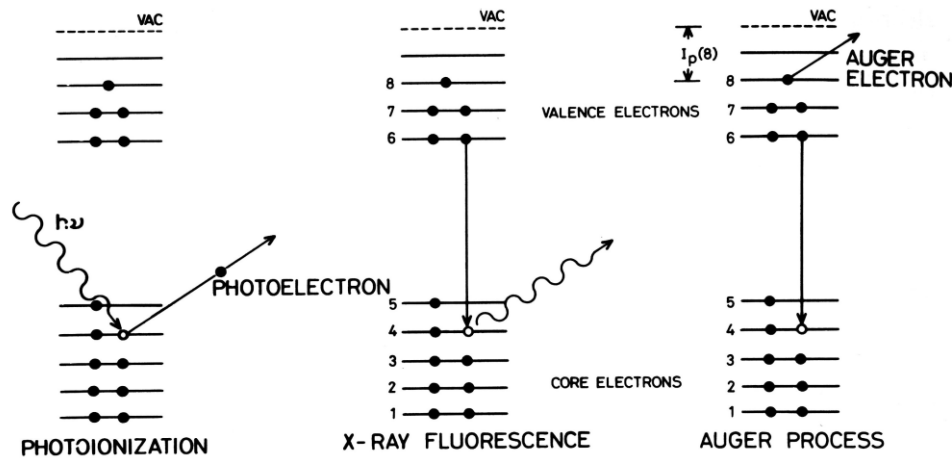 VAC
hν
PHOTOELECTRON
PHOTOIONIZATION
VAC
8
7
6
5
4
3
2
1
X-RAY FLUORESCENCE
VALENCE ELECTRONS
CORE ELECTRONS
VAC
Ip(8)
AUGER
ELECTRON
8
7
6
5
4
3
2
1
AUGER PROCESS